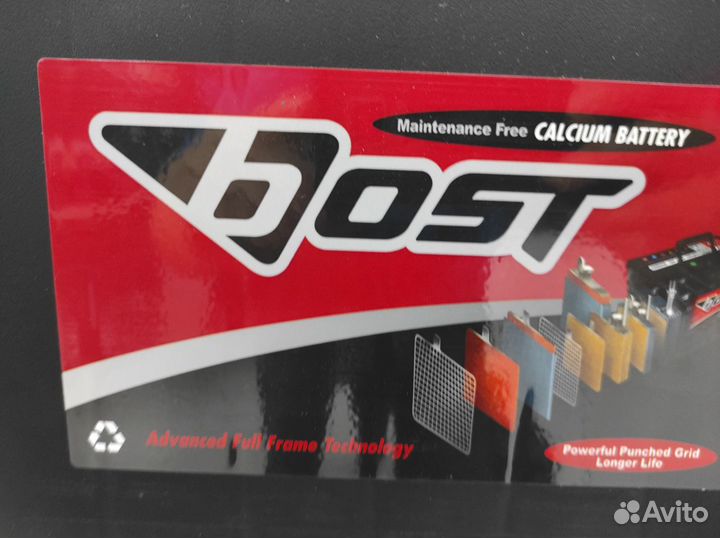 Maintenance Free CALCIUM BATTERY
bost
Advanced Full Frame Technology
Powerful Punched Grid
Longer Life
Avito